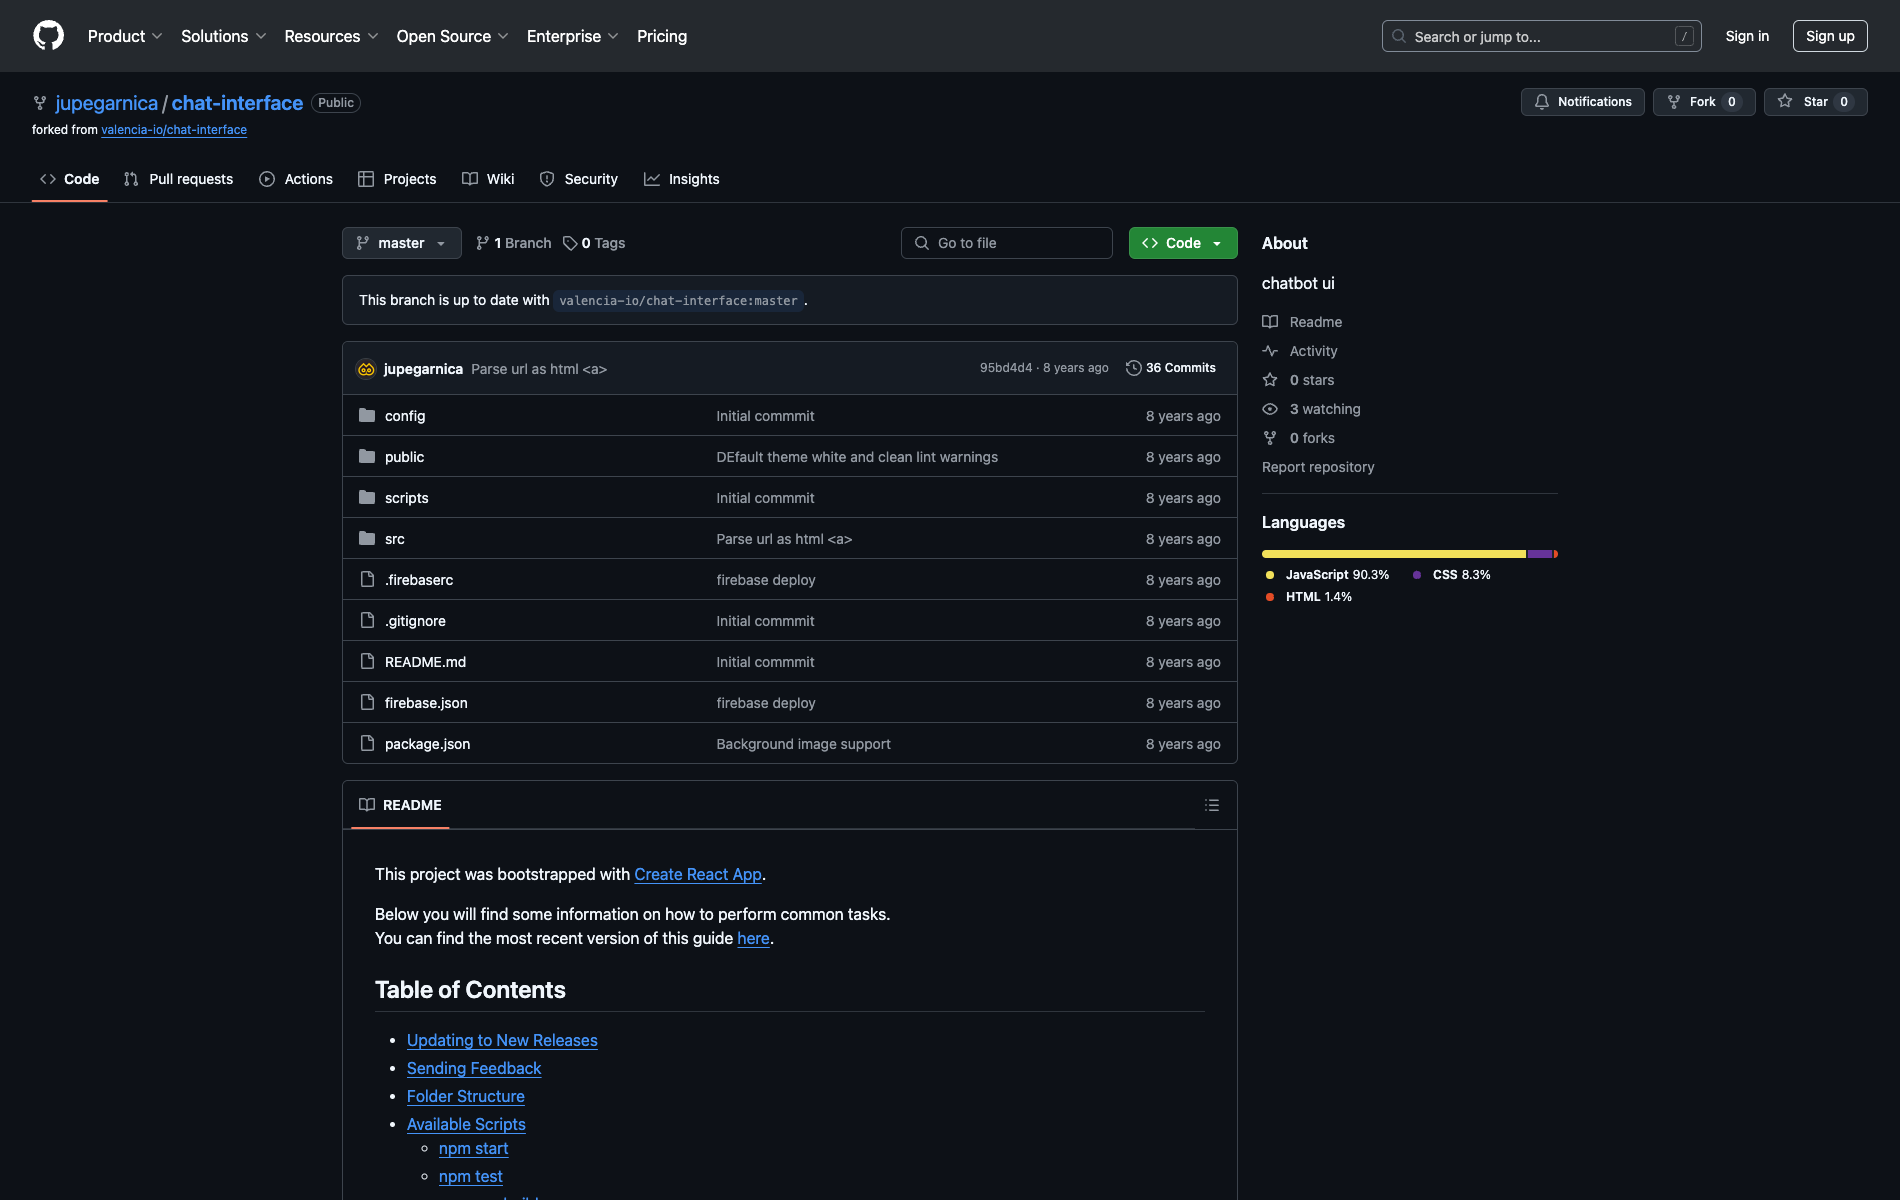 Product Solutions Resources Open Source Enterprise Pricing Search or jump to... / Sign in Sign up
jupegarnica / chat-interface Public Notifications Fork 0 Star 0
forked from valencia-io/chat-interface
Code Pull requests Actions Projects Wiki Security Insights
master 1 Branch 0 Tags Go to file Code
This branch is up to date with valencia-io/chat-interface:master .
jupegarnica Parse url as html <a> 95bd4d4 · 8 years ago 36 Commits
config Initial commmit 8 years ago
public DEfault theme white and clean lint warnings 8 years ago
scripts Initial commmit 8 years ago
src Parse url as html <a> 8 years ago
.firebaserc firebase deploy 8 years ago
.gitignore Initial commmit 8 years ago
README.md Initial commmit 8 years ago
firebase.json firebase deploy 8 years ago
package.json Background image support 8 years ago
README
This project was bootstrapped with Create React App.
Below you will find some information on how to perform common tasks.
You can find the most recent version of this guide here.
Table of Contents
Updating to New Releases
Sending Feedback
Folder Structure
Available Scripts
npm start
npm test
About
chatbot ui
Readme
Activity
0 stars
3 watching
0 forks
Report repository
Languages
JavaScript 90.3% CSS 8.3%
HTML 1.4%